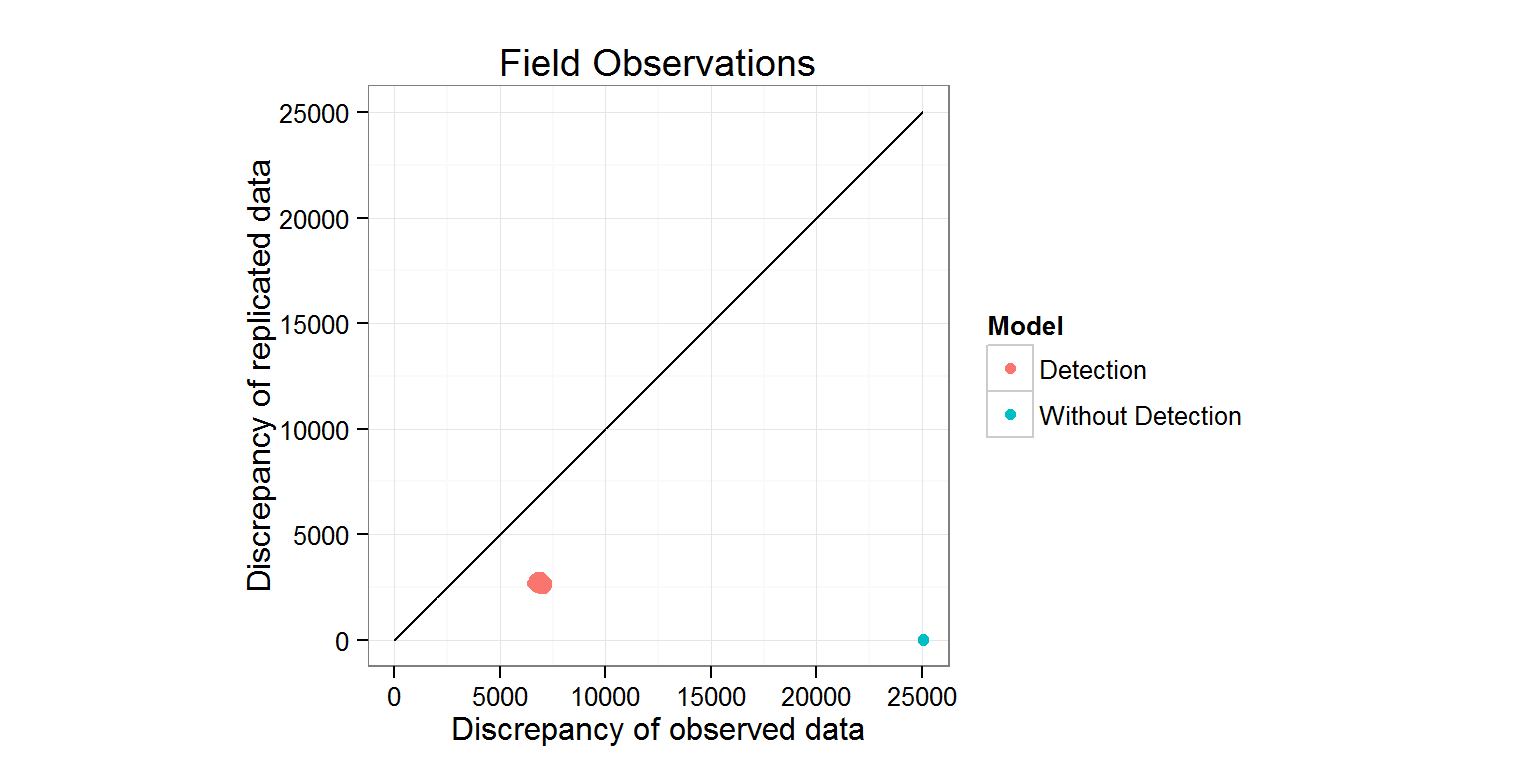 Field Observations
Discrepancy of replicated data
25000
20000
15000
10000
5000
0
0 5000 10000 15000 20000 25000
Discrepancy of observed data
Model
Detection
Without Detection